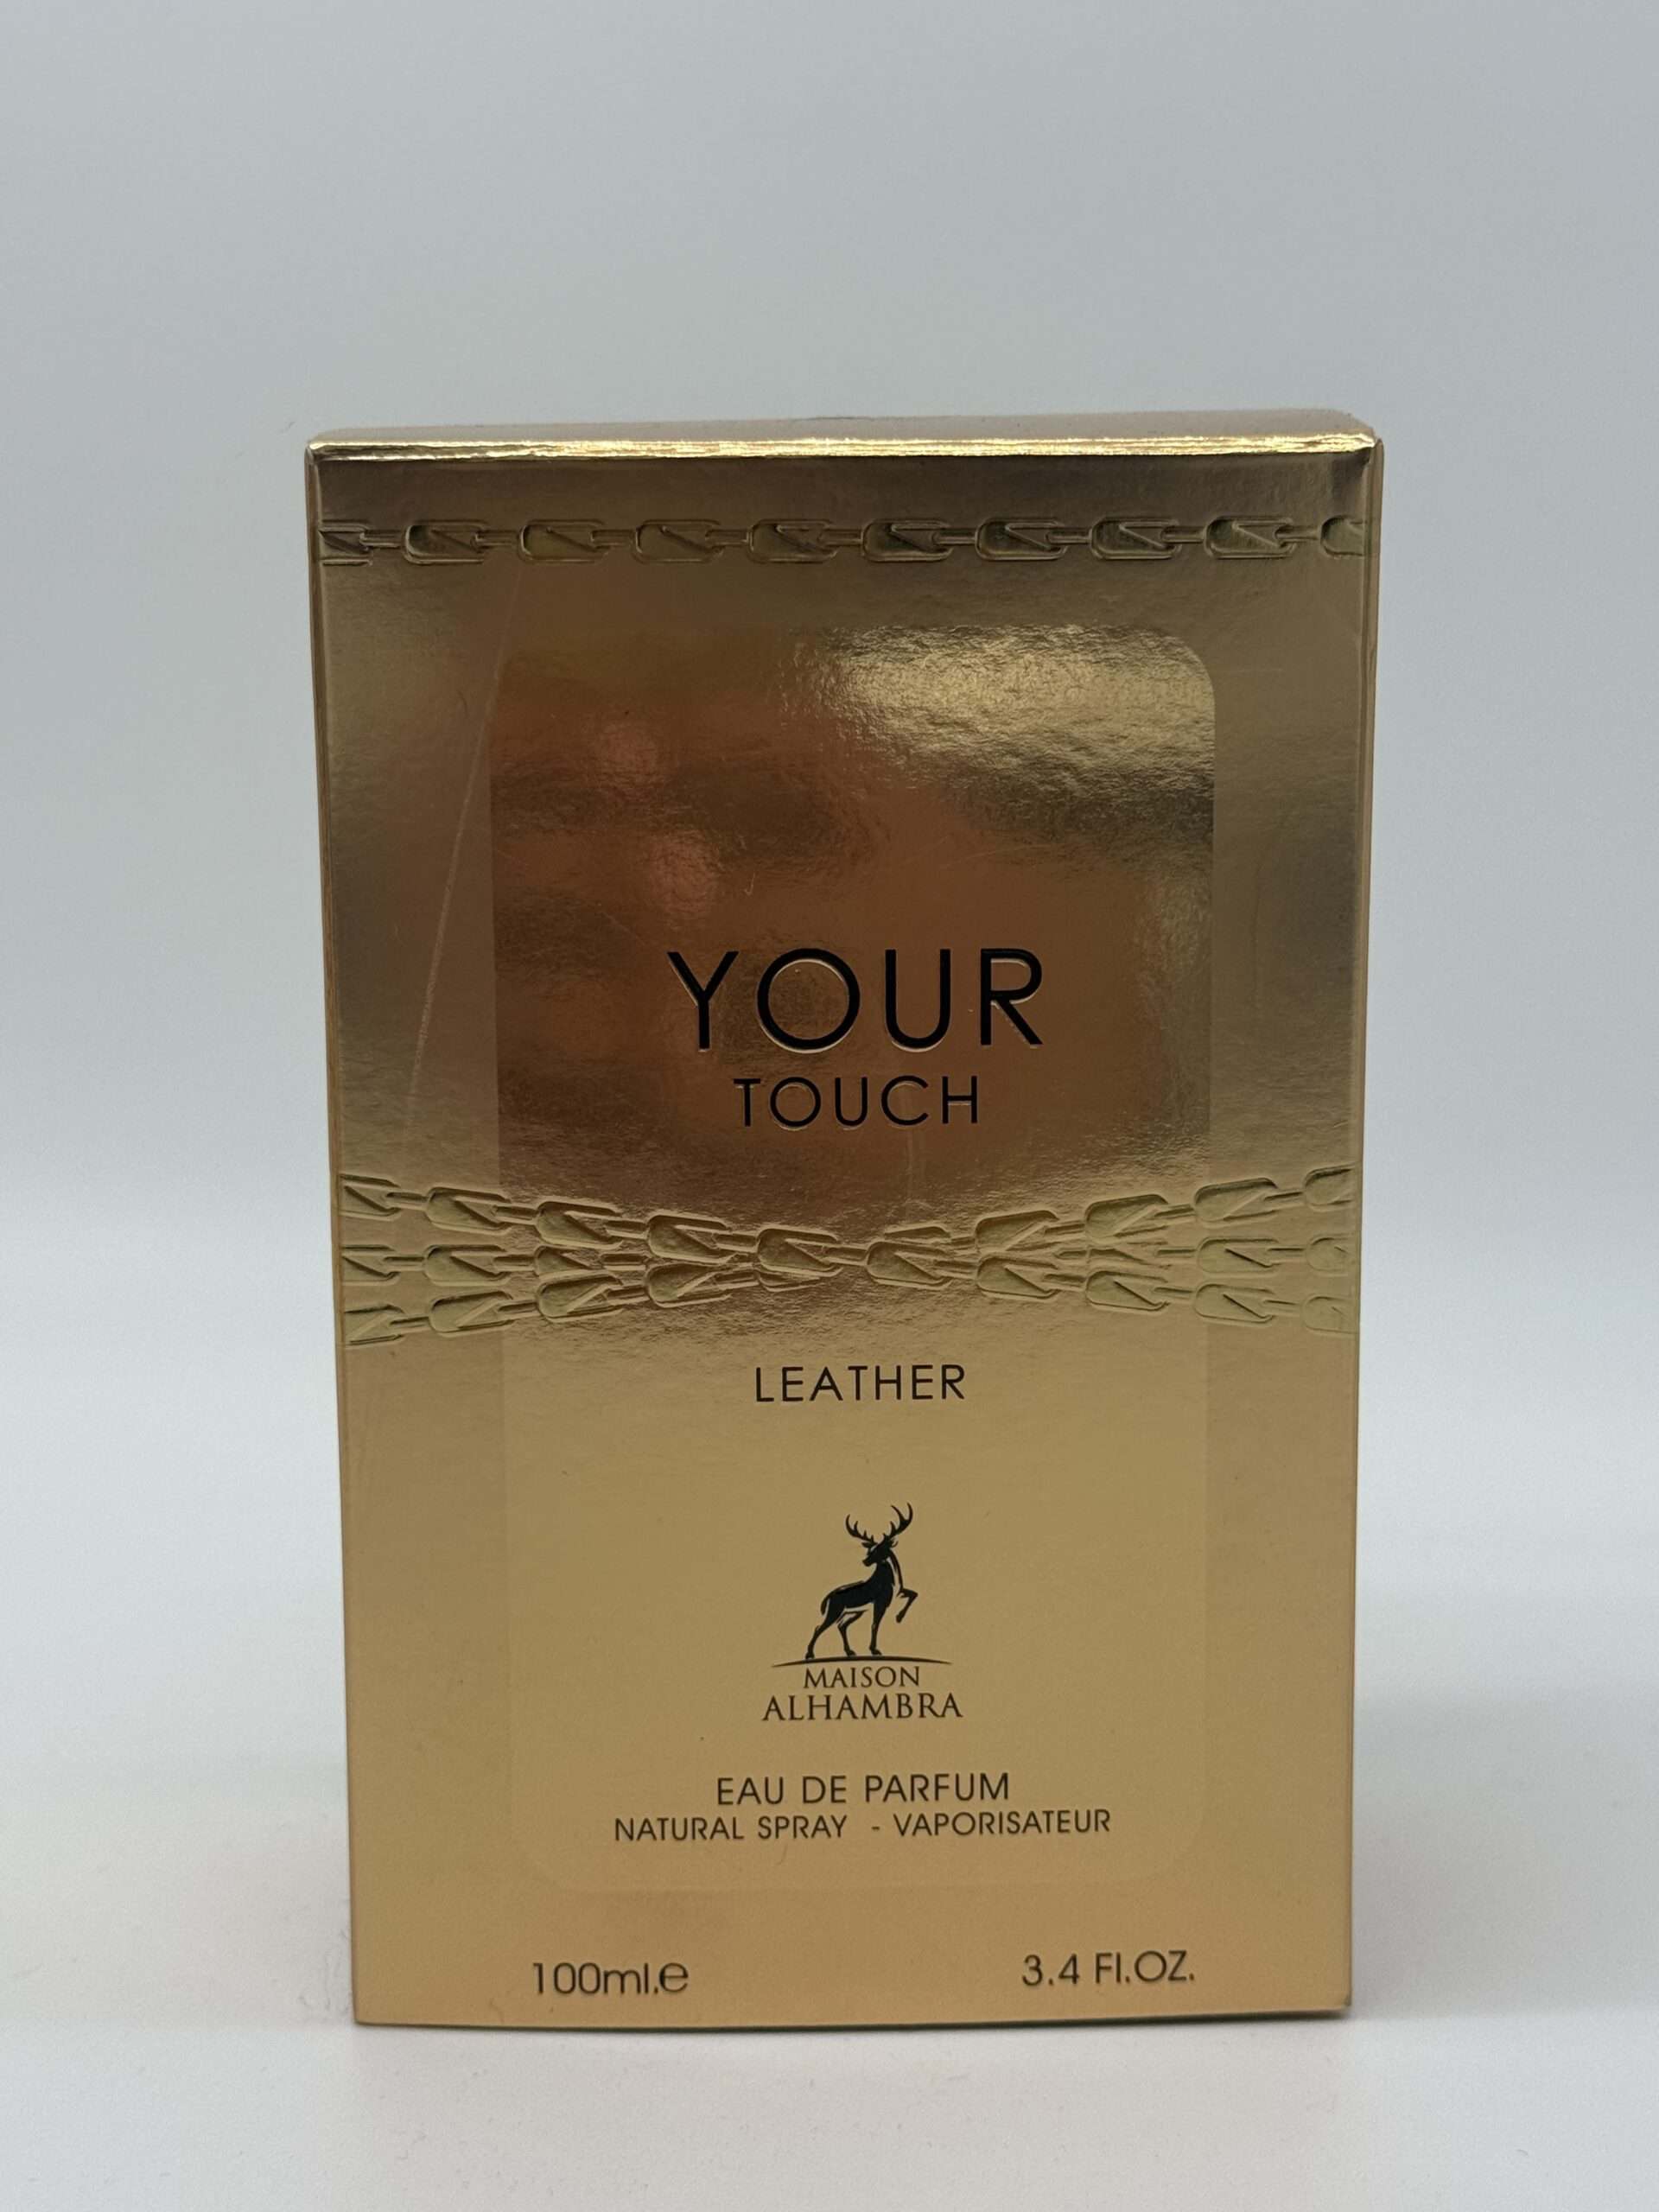 YOUR
TOUCH
LEATHER
MAISON
ALHAMBRA
EAU DE PARFUM
NATURAL SPRAY - VAPORISATEUR
100ml.e 3.4 Fl.OZ.